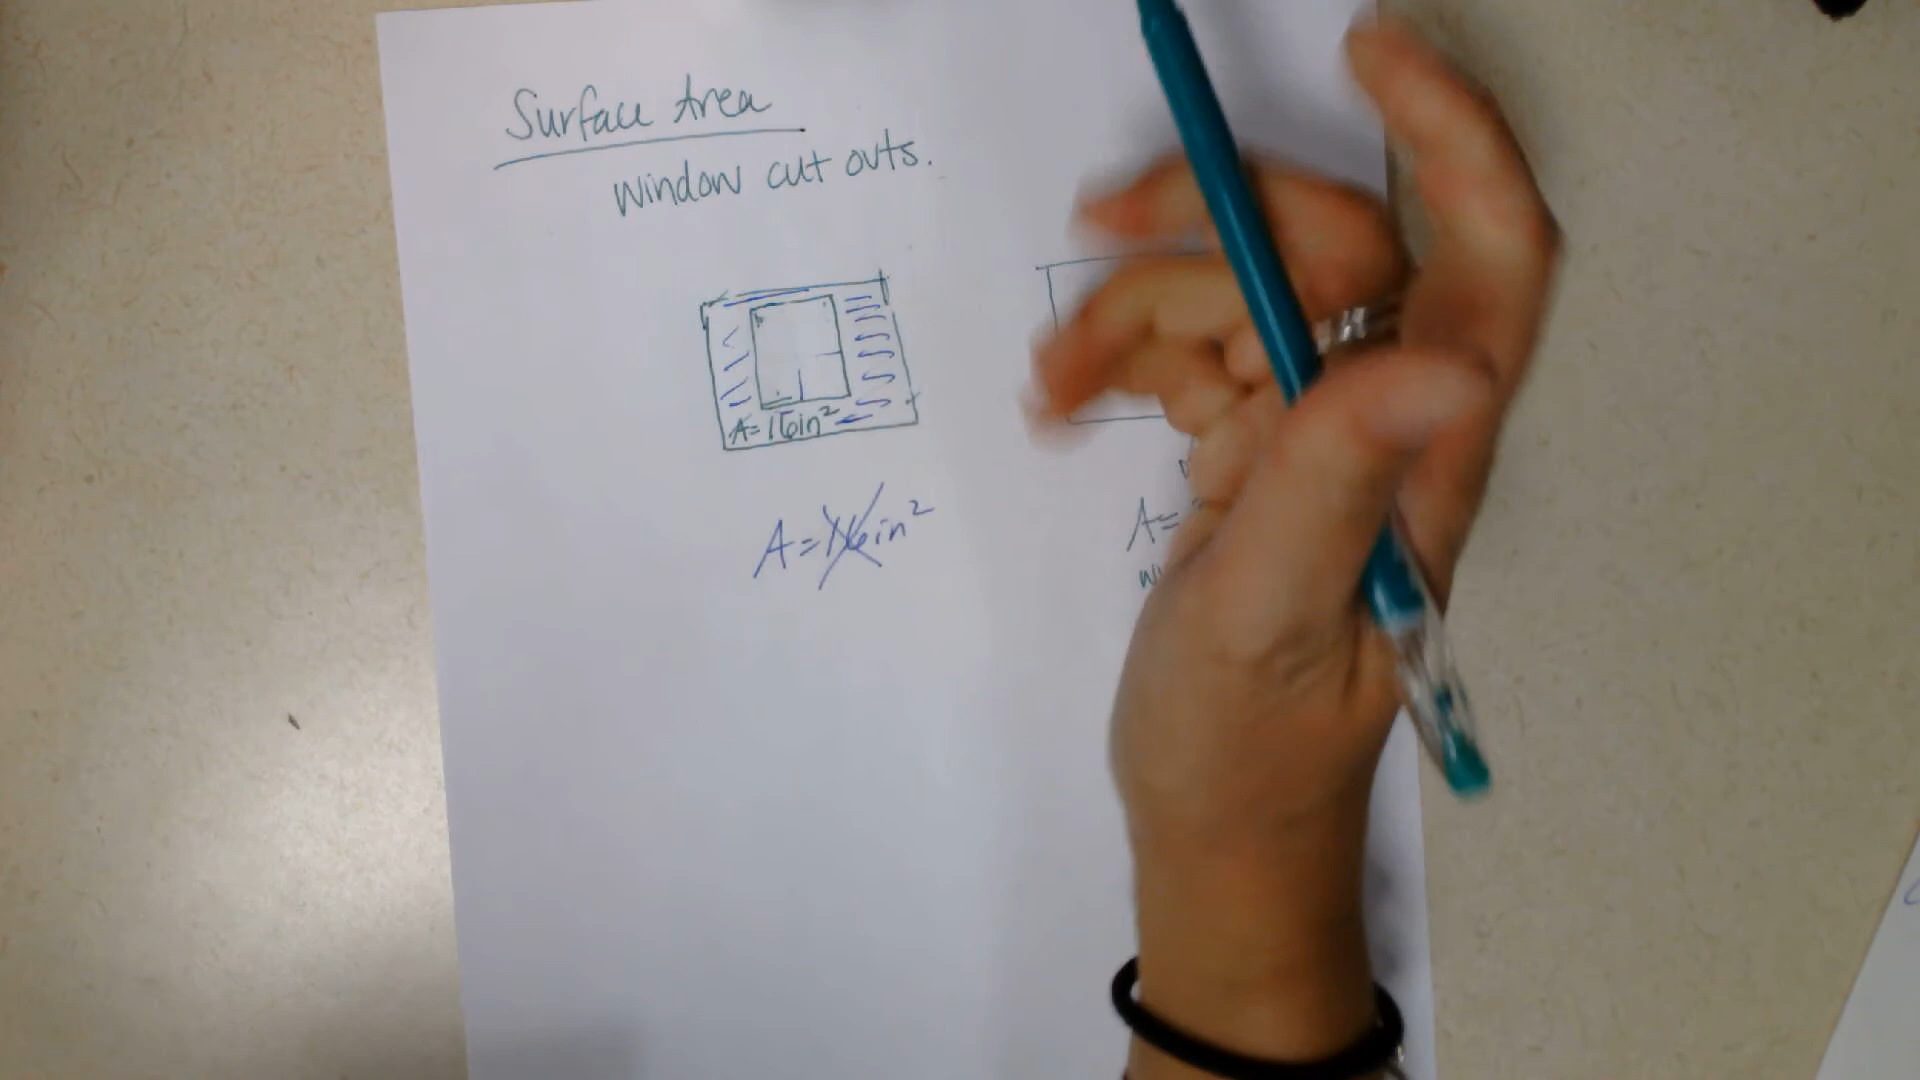 Surface Area
window cut outs.
A=16in²
A=16in²
A=